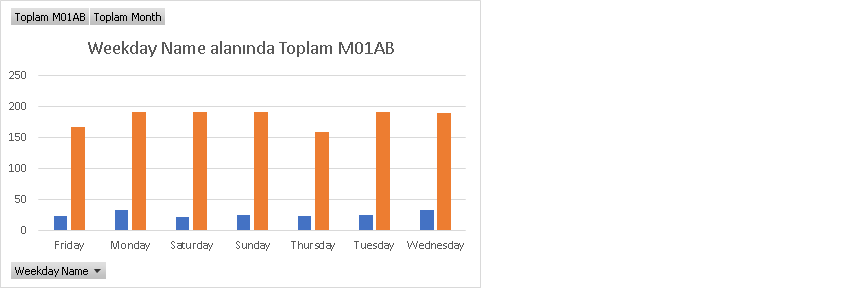 Toplam M01AB Toplam Month
Weekday Name alanında Toplam M01AB
250
200
150
100
50
0
Friday Monday Saturday Sunday Thursday Tuesday Wednesday
Weekday Name